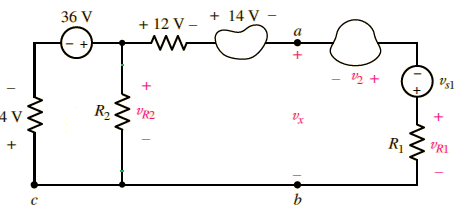 36 V
- +
+ 12 V –
+ 14 V –
a
+
– v2 +
–
4 V
+
R2
+
vR2
–
vx
–
+
vs1
R1
+
vR1
–
c
b